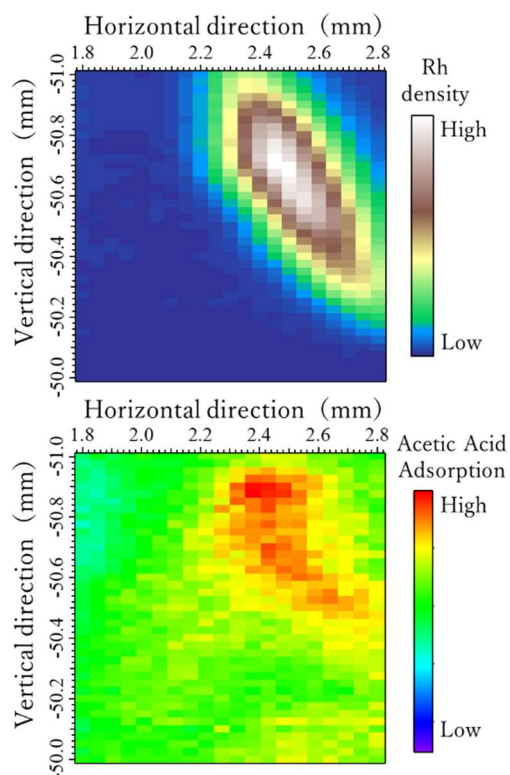 Horizontal direction (mm)
1.8 2.0 2.2 2.4 2.6 2.8
Vertical direction (mm)
-51.0
-50.8
-50.6
-50.4
-50.2
-50.0
Rh
density
High
Low
Horizontal direction (mm)
1.8 2.0 2.2 2.4 2.6 2.8
Vertical direction (mm)
-51.0
-50.8
-50.6
-50.4
-50.2
-50.0
Acetic Acid
Adsorption
High
Low